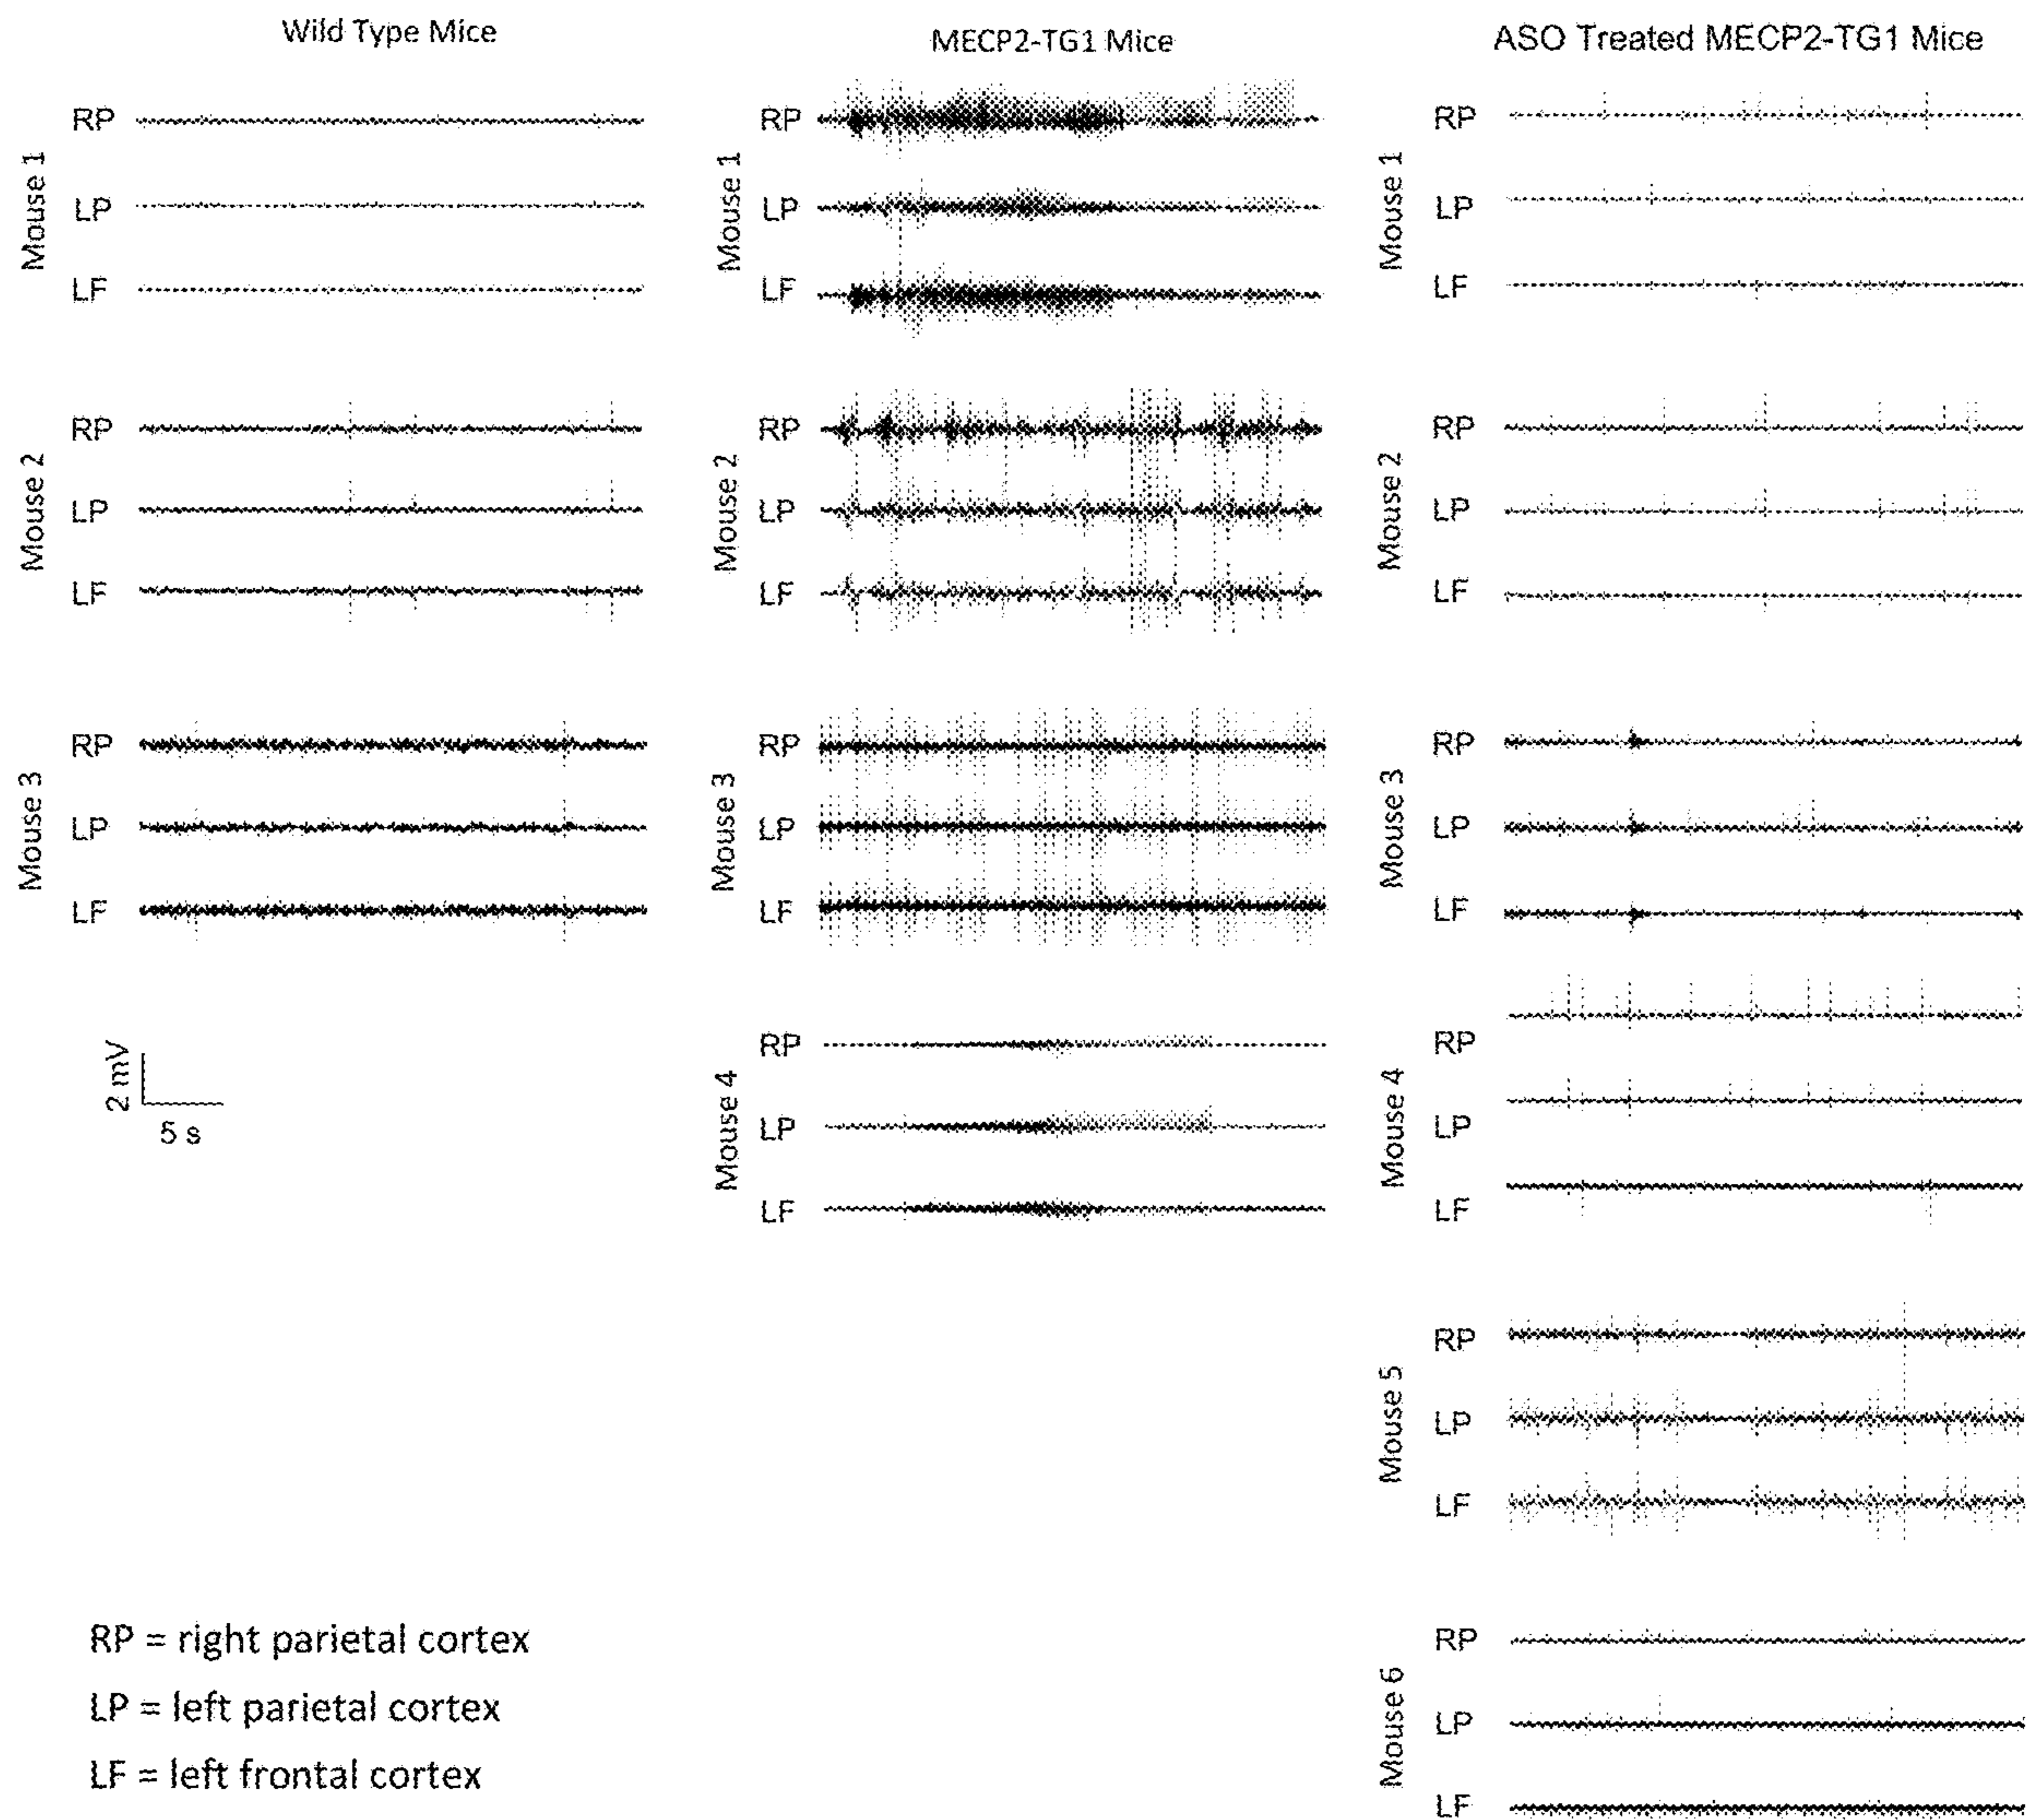 Wild Type Mice
Mouse 1
RP
LP
LF
Mouse 2
RP
LP
LF
Mouse 3
RP
LP
LF
2 mV
5 s
RP = right parietal cortex
LP = left parietal cortex
LF = left frontal cortex
MECP2-TG1 Mice
Mouse 1
RP
LP
LF
Mouse 2
RP
LP
LF
Mouse 3
RP
LP
LF
Mouse 4
RP
LP
LF
ASO Treated MECP2-TG1 Mice
Mouse 1
RP
LP
LF
Mouse 2
RP
LP
LF
Mouse 3
RP
LP
LF
Mouse 4
RP
LP
LF
Mouse 5
RP
LP
LF
Mouse 6
RP
LP
LF